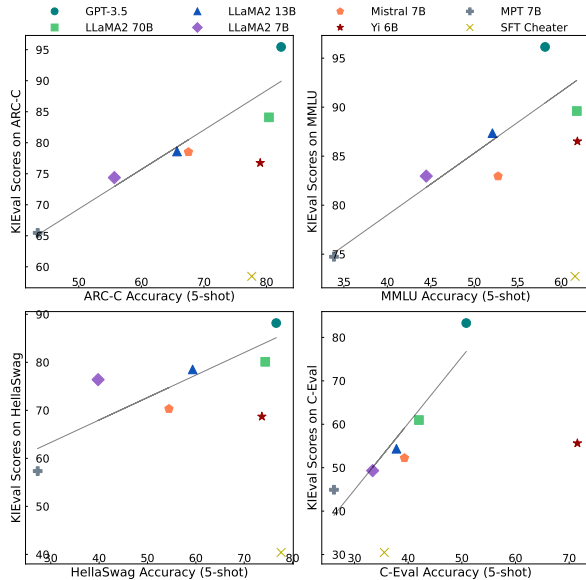 GPT-3.5 LLaMA2 13B Mistral 7B MPT 7B
LLaMA2 70B LLaMA2 7B Yi 6B SFT Cheater
KIEval Scores on ARC-C
95
90
85
80
75
70
65
60
50 60 70 80
ARC-C Accuracy (5-shot)
KIEval Scores on MMLU
95
90
85
80
75
35 40 45 50 55 60
MMLU Accuracy (5-shot)
KIEval Scores on HellaSwag
90
80
70
60
50
40
30 40 50 60 70 80
HellaSwag Accuracy (5-shot)
KIEval Scores on C-Eval
80
70
60
50
40
30
30 40 50 60 70
C-Eval Accuracy (5-shot)